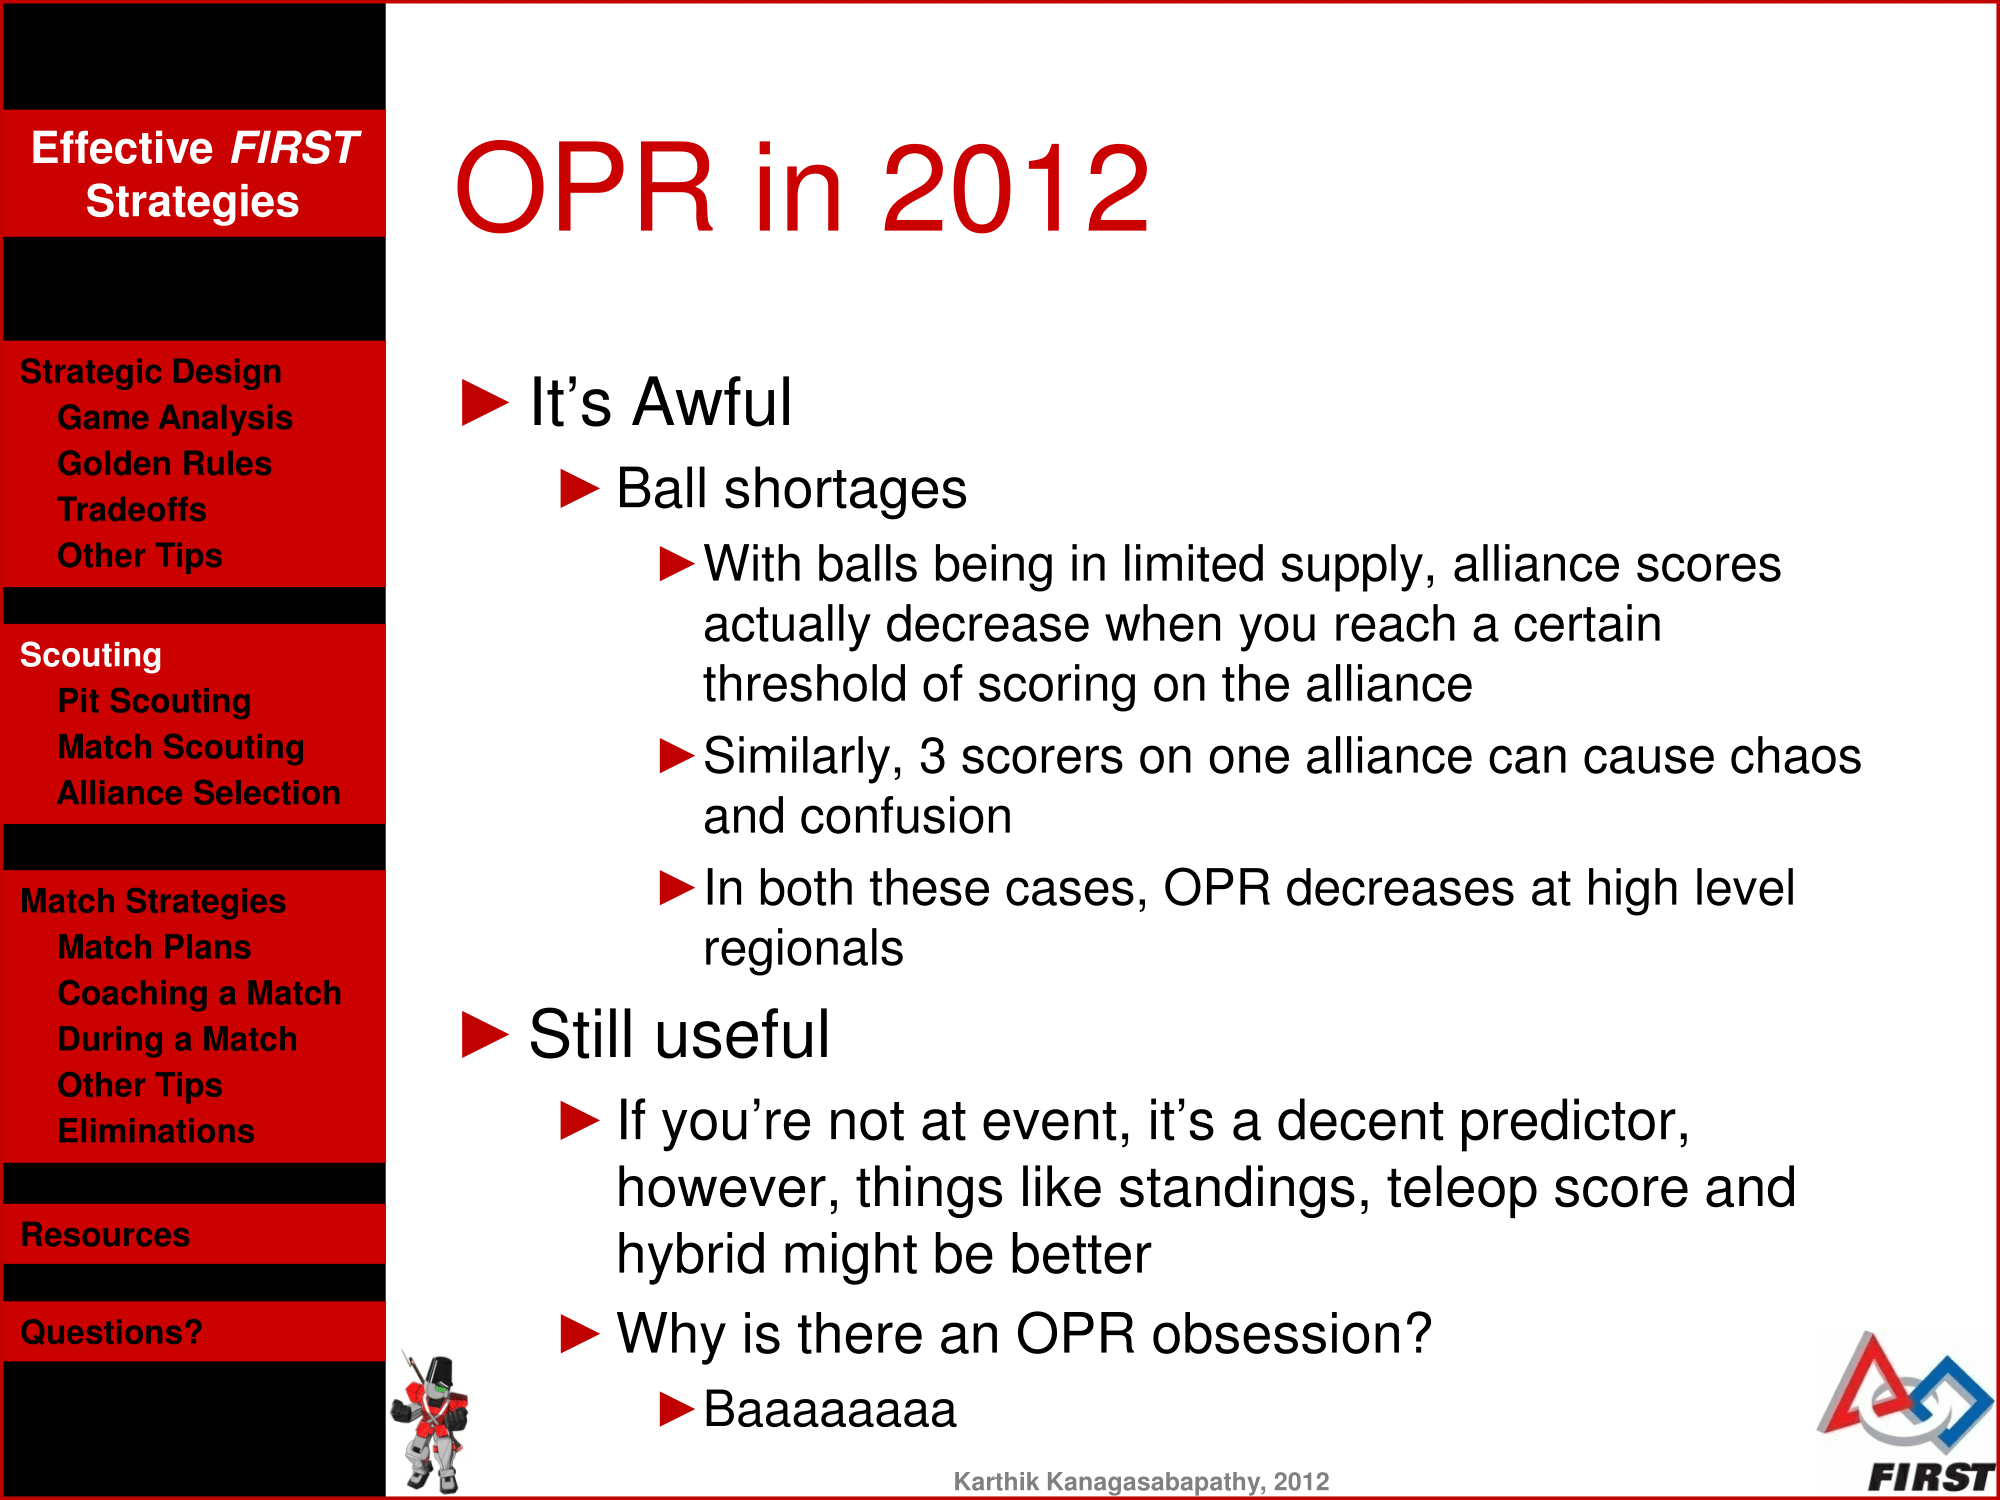 Effective FIRST
Strategies
Strategic Design
Game Analysis
Golden Rules
Tradeoffs
Other Tips
Scouting
Pit Scouting
Match Scouting
Alliance Selection
Match Strategies
Match Plans
Coaching a Match
During a Match
Other Tips
Eliminations
Resources
Questions?
OPR in 2012
It's Awful
Ball shortages
With balls being in limited supply, alliance scores
actually decrease when you reach a certain
threshold of scoring on the alliance
Similarly, 3 scorers on one alliance can cause chaos
and confusion
In both these cases, OPR decreases at high level
regionals
Still useful
If you're not at event, it's a decent predictor,
however, things like standings, teleop score and
hybrid might be better
Why is there an OPR obsession?
Baaaaaaaa
Karthik Kanagasabapathy, 2012
FIRST